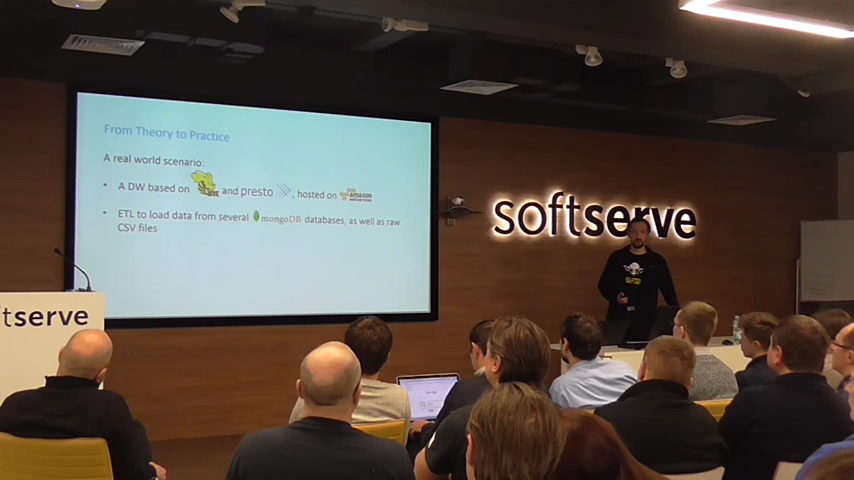 From Theory to Practice
A real world scenario:
• A DW based on and presto, hosted on amazon
• ETL to load data from several mongoDB databases, as well as raw
CSV files
softserve
ftserve